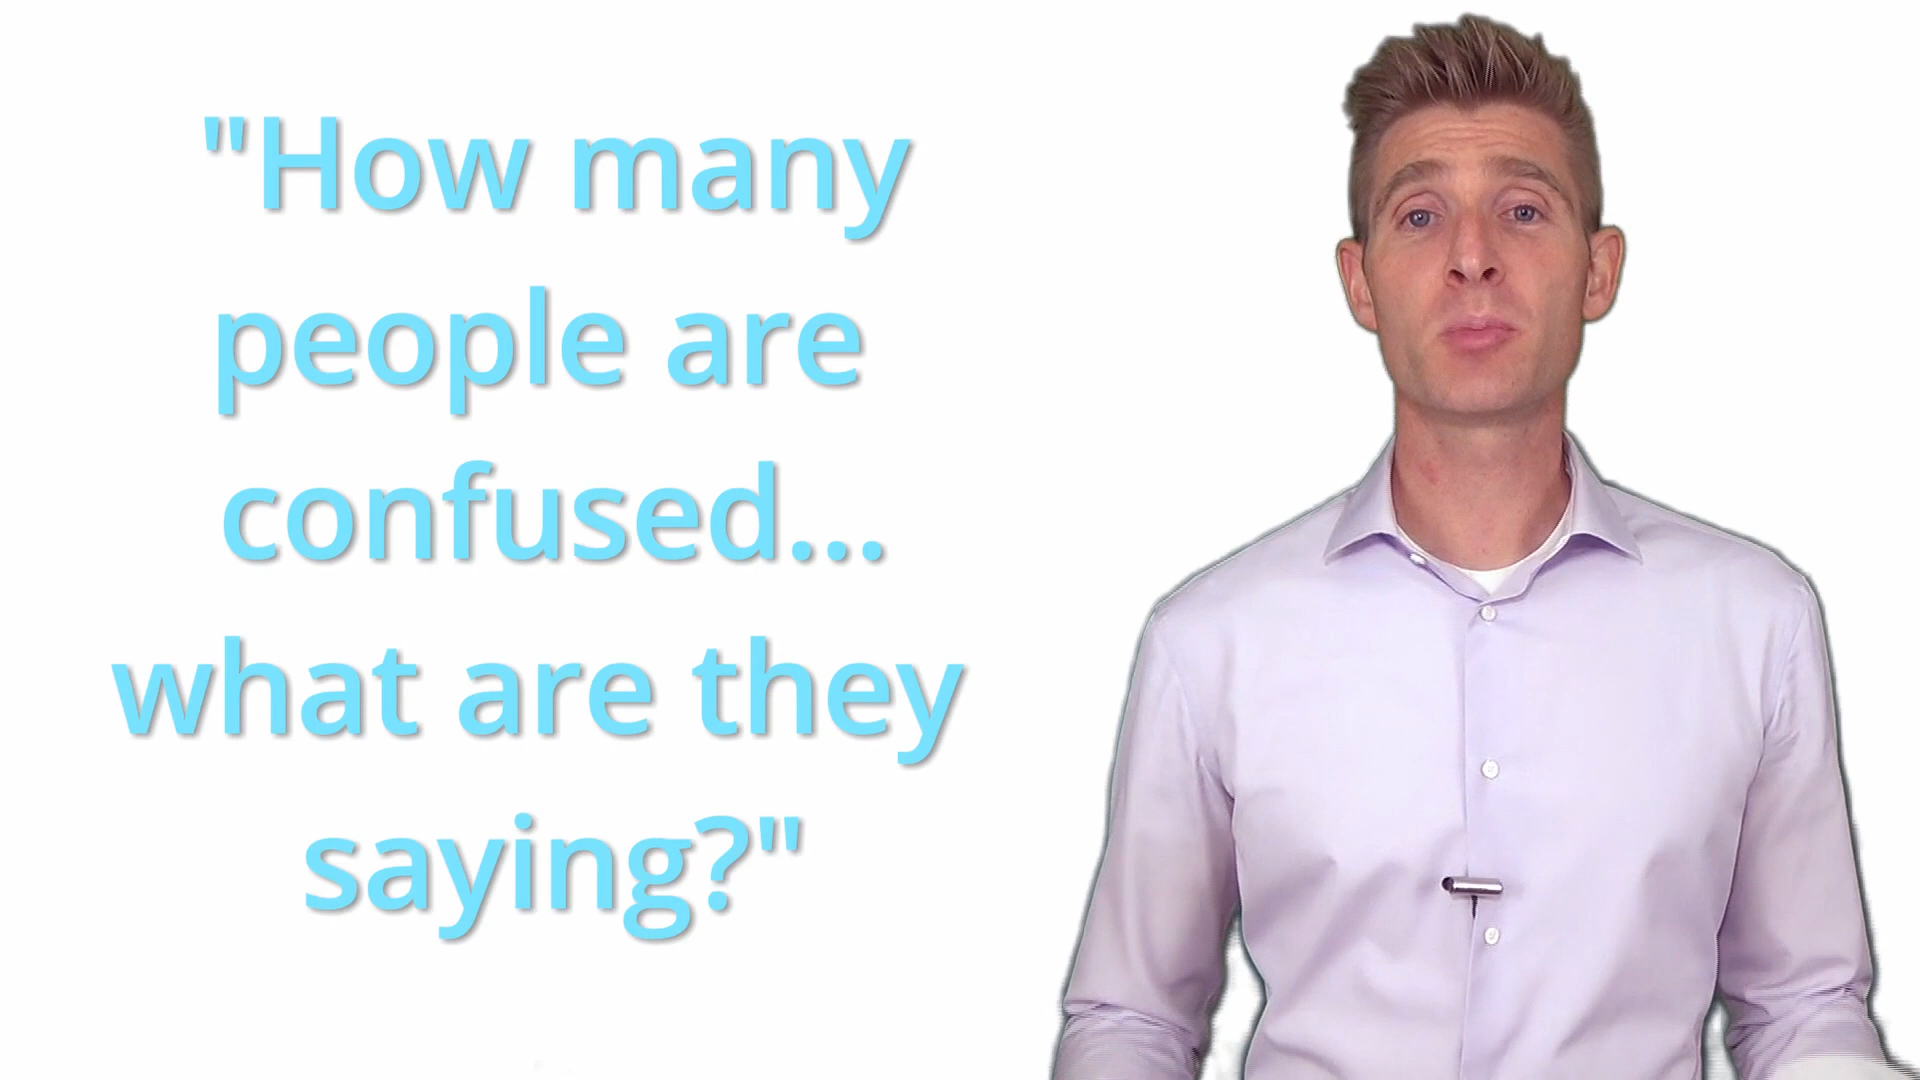 "How many
people are
confused...
what are they
saying?"